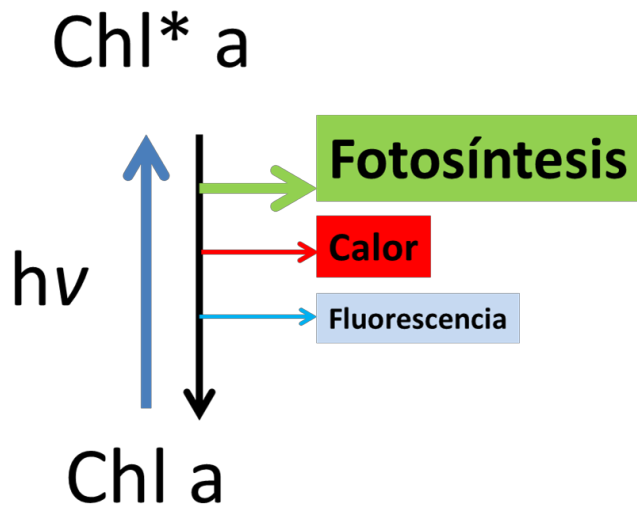 Chl* a
Fotosíntesis
Calor
hν
Fluorescencia
Chl a